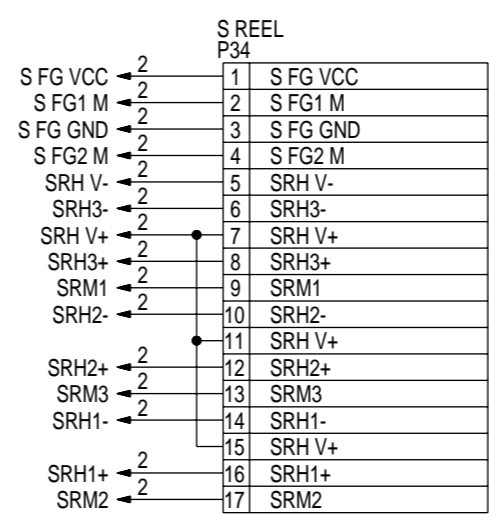 S REEL
P34
S FG VCC 2 1 S FG VCC
S FG1 M 2 2 S FG1 M
S FG GND 2 3 S FG GND
S FG2 M 2 4 S FG2 M
SRH V- 2 5 SRH V-
SRH3- 2 6 SRH3-
SRH V+ 2 7 SRH V+
SRH3+ 2 8 SRH3+
SRM1 2 9 SRM1
SRH2- 2 10 SRH2-
11 SRH V+
SRH2+ 2 12 SRH2+
SRM3 2 13 SRM3
SRH1- 2 14 SRH1-
15 SRH V+
SRH1+ 2 16 SRH1+
SRM2 2 17 SRM2